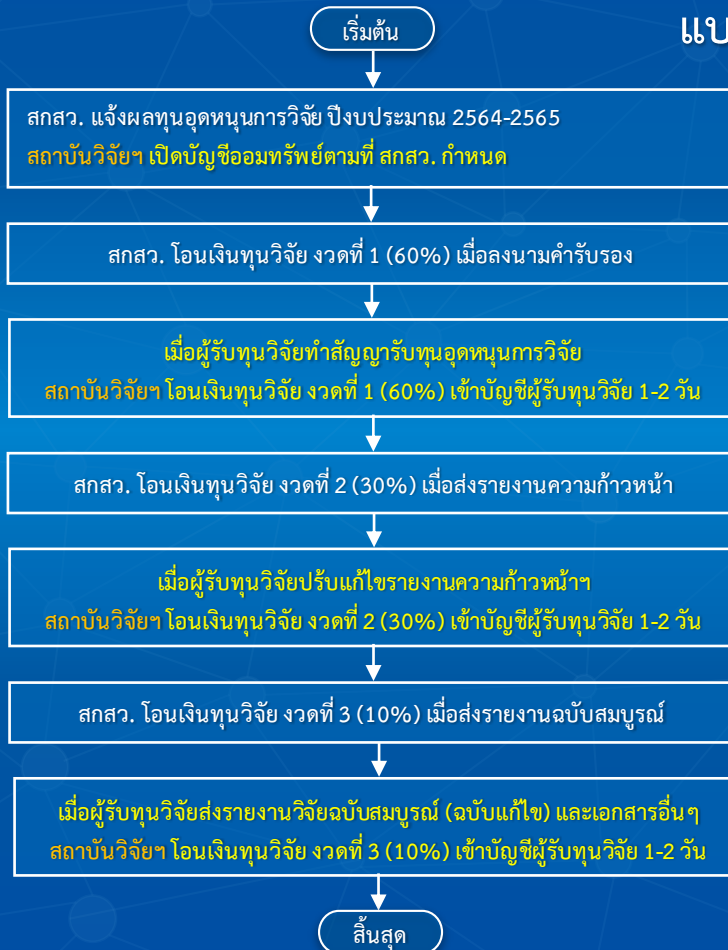 เริ่มต้น
แบ
สกสว. แจ้งผลทุนอุดหนุนการวิจัย ปีงบประมาณ 2564-2565
สถาบันวิจัยฯ เปิดบัญชีออมทรัพย์ตามที่ สกสว. กำหนด
สกสว. โอนเงินทุนวิจัย งวดที่ 1 (60%) เมื่อลงนามคำรับรอง
เมื่อผู้รับทุนวิจัยทำสัญญารับทุนอุดหนุนการวิจัย
สถาบันวิจัยฯ โอนเงินทุนวิจัย งวดที่ 1 (60%) เข้าบัญชีผู้รับทุนวิจัย 1-2 วัน
สกสว. โอนเงินทุนวิจัย งวดที่ 2 (30%) เมื่อส่งรายงานความก้าวหน้า
เมื่อผู้รับทุนวิจัยปรับแก้ไขรายงานความก้าวหน้าฯ
สถาบันวิจัยฯ โอนเงินทุนวิจัย งวดที่ 2 (30%) เข้าบัญชีผู้รับทุนวิจัย 1-2 วัน
สกสว. โอนเงินทุนวิจัย งวดที่ 3 (10%) เมื่อส่งรายงานฉบับสมบูรณ์
เมื่อผู้รับทุนวิจัยส่งรายงานวิจัยฉบับสมบูรณ์ (ฉบับแก้ไข) และเอกสารอื่นๆ
สถาบันวิจัยฯ โอนเงินทุนวิจัย งวดที่ 3 (10%) เข้าบัญชีผู้รับทุนวิจัย 1-2 วัน
สิ้นสุด